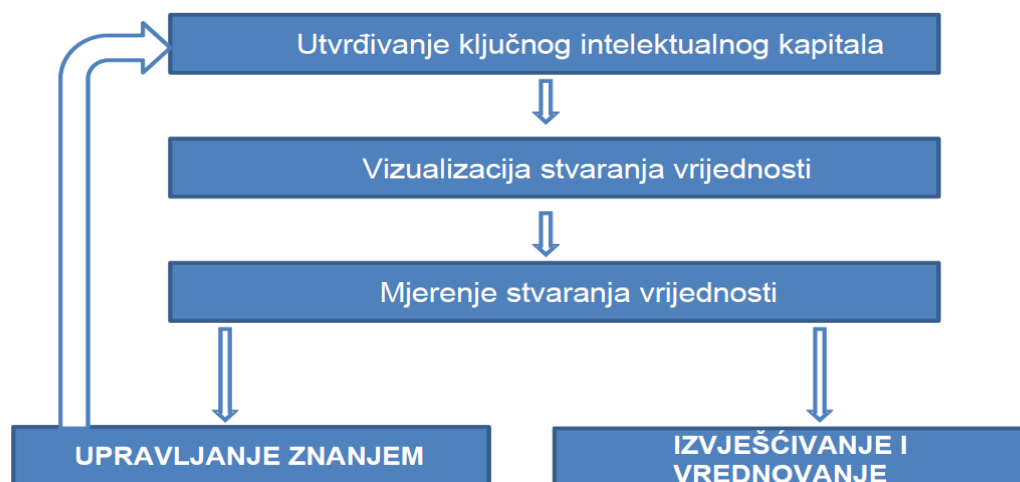 Utvrđivanje ključnog intelektualnog kapitala
Vizualizacija stvaranja vrijednosti
Mjerenje stvaranja vrijednosti
UPRAVLJANJE ZNANJEM
IZVJEŠĆIVANJE I
VREDNOVANJE